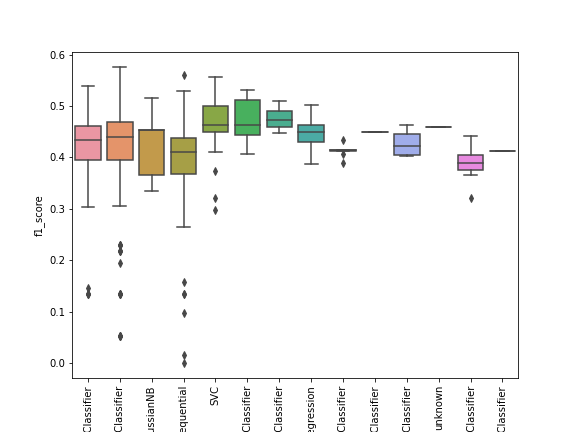 0.6
0.5
0.4
0.3
0.2
0.1
0.0
f1_score
Classifier
Classifier
ussianNB
equential
SVC
Classifier
Classifier
egression
Classifier
Classifier
Classifier
unknown
Classifier
Classifier